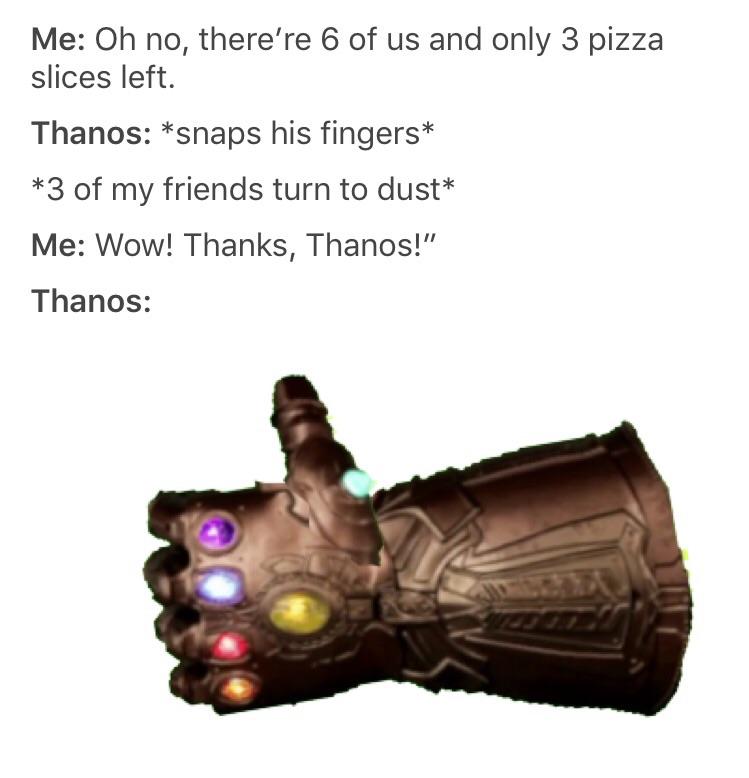 Me: Oh no, there’re 6 of us and only 3 pizza
slices left.
Thanos: *snaps his fingers*
*3 of my friends turn to dust*
Me: Wow! Thanks, Thanos!”
Thanos: